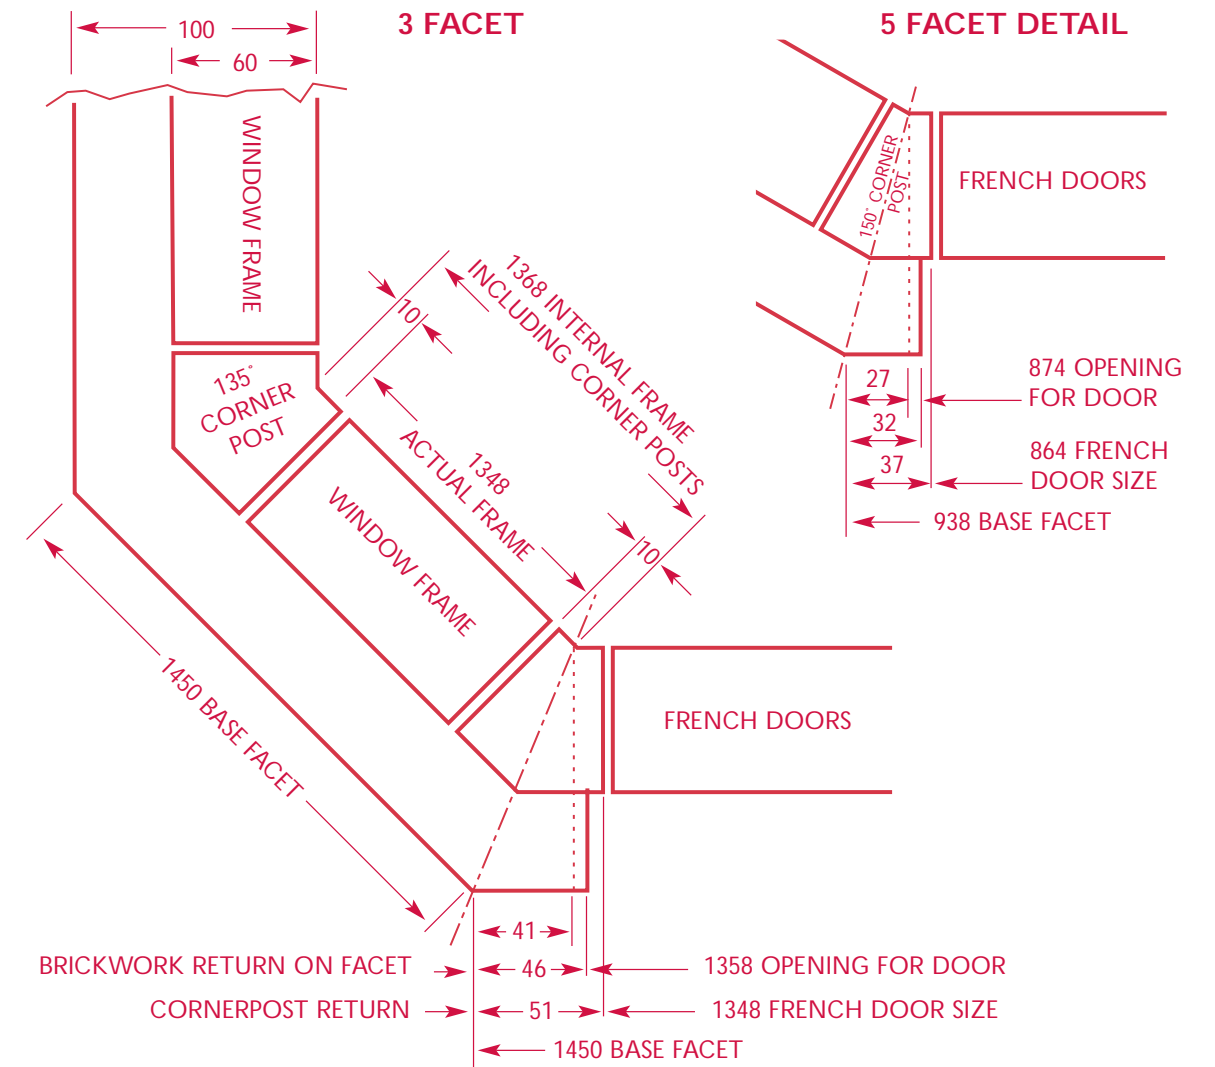 3 FACET
5 FACET DETAIL
100
60
WINDOW FRAME
135°
CORNER
POST
10
1368 INTERNAL FRAME
INCLUDING CORNER POSTS
1348
ACTUAL FRAME
WINDOW FRAME
10
1450 BASE FACET
FRENCH DOORS
41
BRICKWORK RETURN ON FACET
46
1358 OPENING FOR DOOR
CORNERPOST RETURN
51
1348 FRENCH DOOR SIZE
1450 BASE FACET
150° CORNER
POST
FRENCH DOORS
27
874 OPENING
FOR DOOR
32
37
864 FRENCH
DOOR SIZE
938 BASE FACET